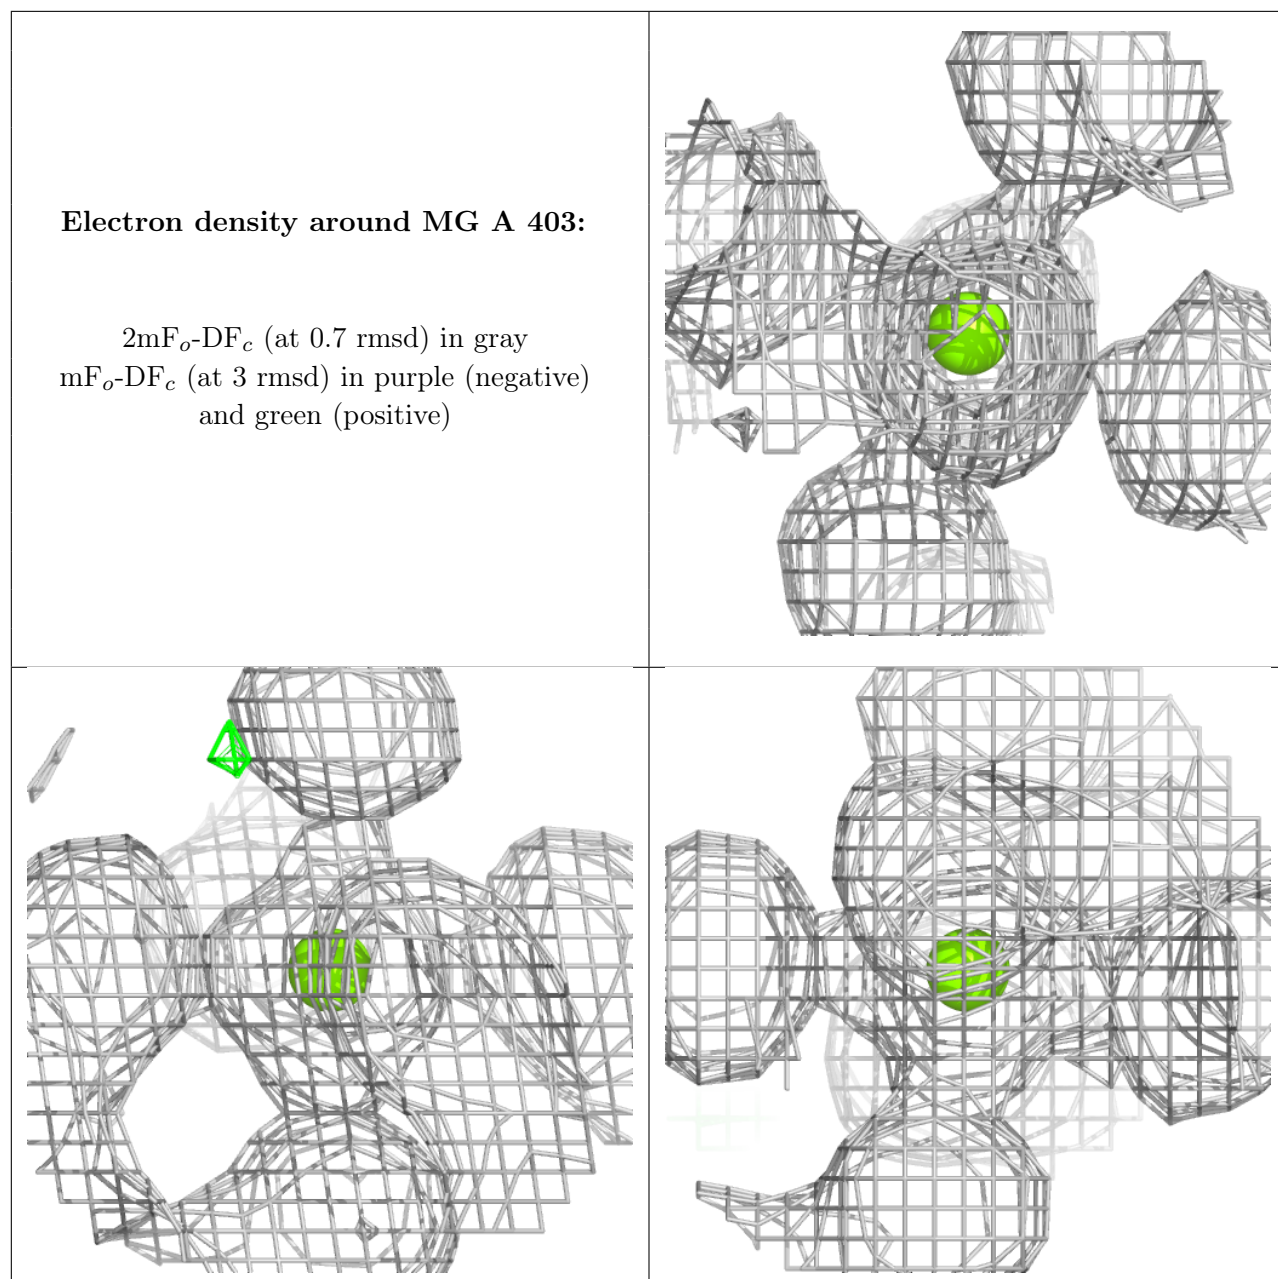 Electron density around MG A 403:
2mFo-DFc (at 0.7 rmsd) in gray
mFo-DFc (at 3 rmsd) in purple (negative)
and green (positive)